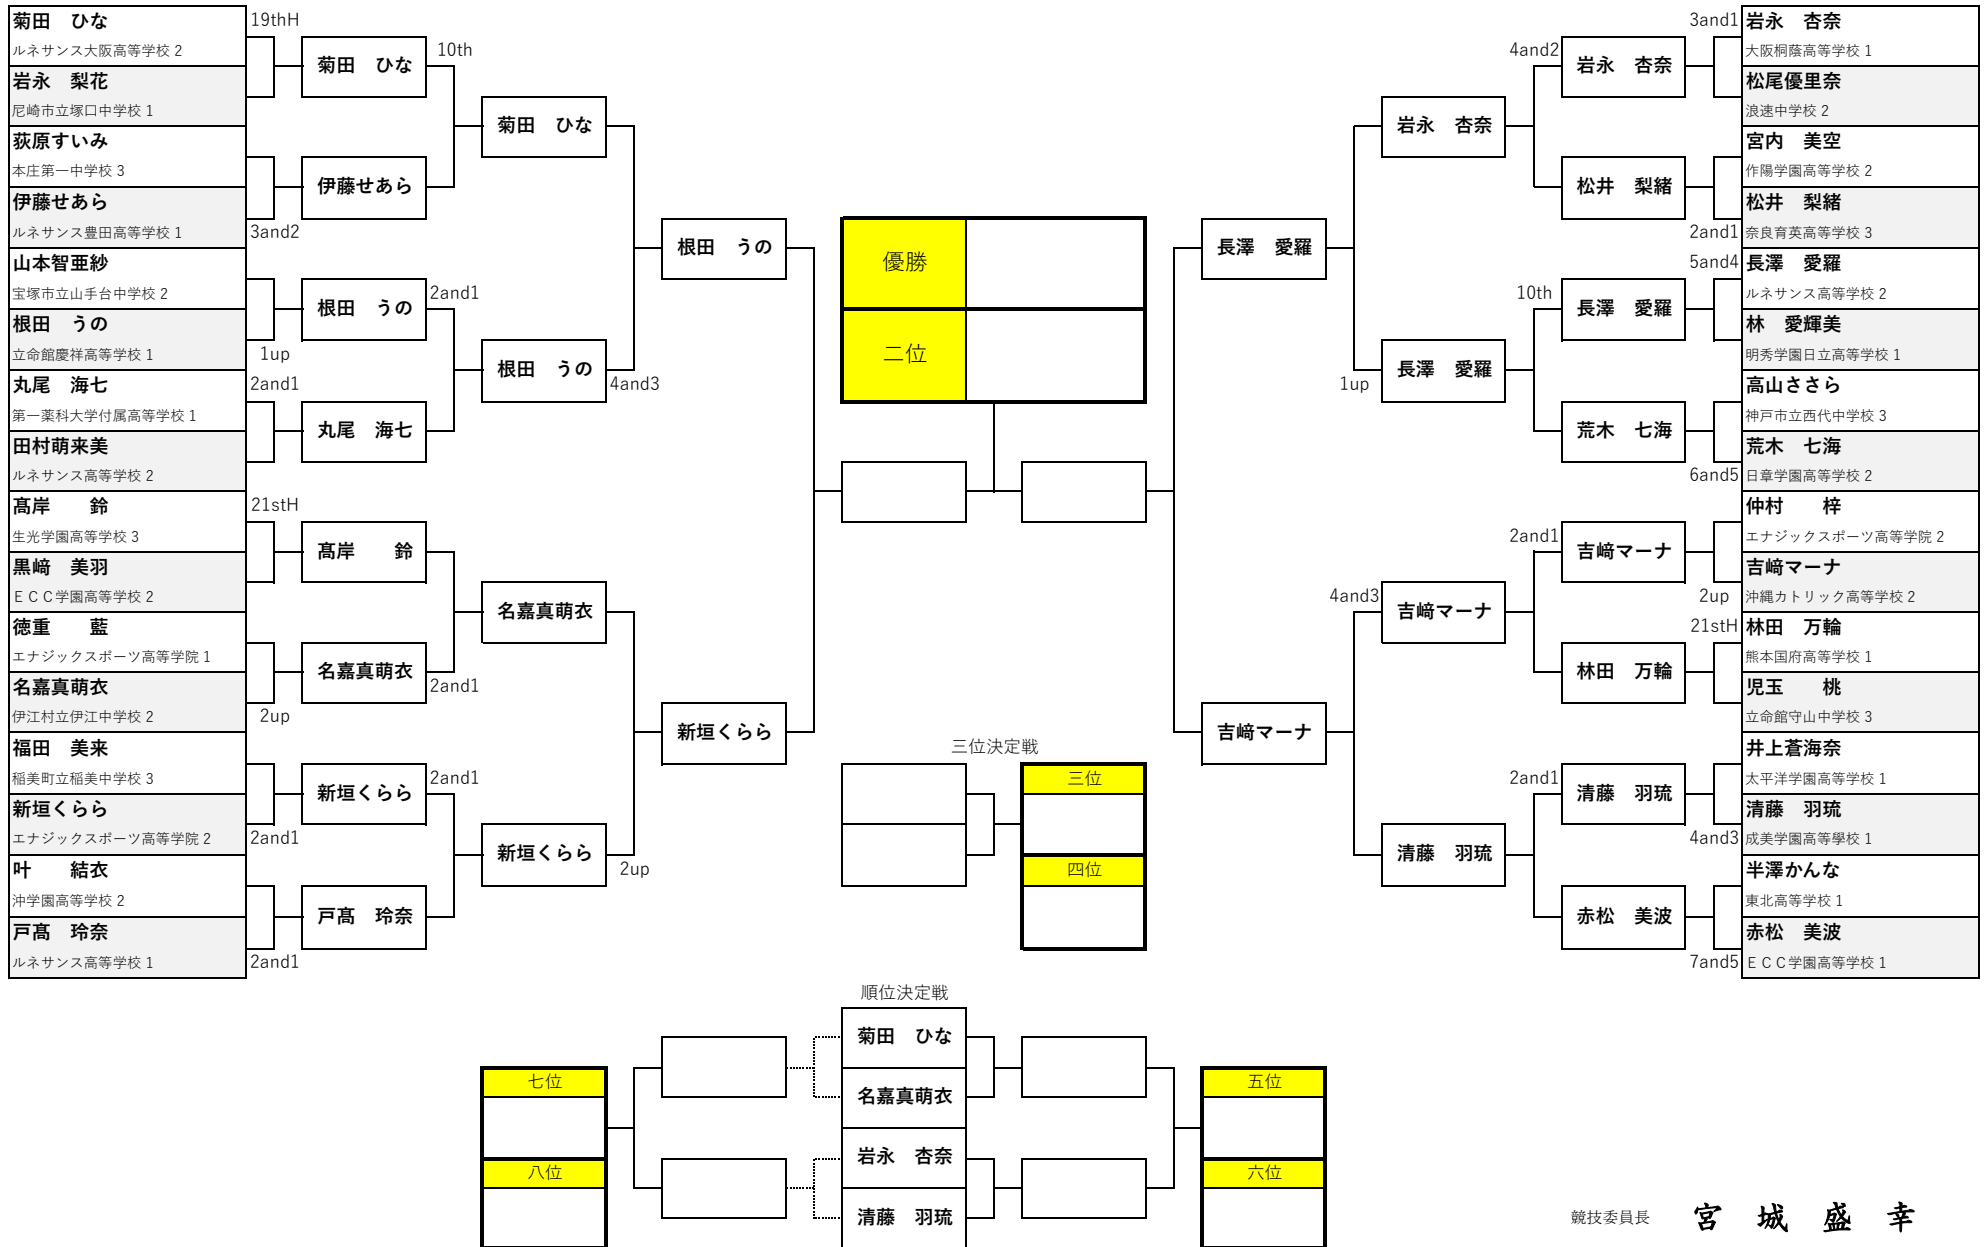 菊田　ひな
ルネサンス大阪高等学校 2
岩永　梨花
尼崎市立塚口中学校 1
荻原すいみ
本庄第一中学校 3
伊藤せあら
ルネサンス豊田高等学校 1
山本智亜紗
宝塚市立山手台中学校 2
根田　うの
立命館慶祥高等学校 1
丸尾　海七
第一薬科大学付属高等学校 1
田村萌来美
ルネサンス高等学校 2
髙岸　　鈴
生光学園高等学校 3
黒﨑　美羽
ＥＣＣ学園高等学校 2
徳重　　藍
エナジックスポーツ高等学院 1
名嘉真萌衣
伊江村立伊江中学校 2
福田　美来
稲美町立稲美中学校 3
新垣くらら
エナジックスポーツ高等学院 2
叶　　結衣
沖学園高等学校 2
戸髙　玲奈
ルネサンス高等学校 1
19thH
3and2
1up
2and1
21stH
2up
2and1
2and1
菊田　ひな
伊藤せあら
根田　うの
丸尾　海七
髙岸　　鈴
名嘉真萌衣
新垣くらら
戸髙　玲奈
10th
2and1
2and1
2and1
菊田　ひな
根田　うの
名嘉真萌衣
新垣くらら
4and3
2up
根田　うの
新垣くらら
優勝
二位
三位決定戦
三位
四位
長澤　愛羅
吉﨑マーナ
1up
4and3
岩永　杏奈
長澤　愛羅
吉﨑マーナ
清藤　羽琉
4and2
10th
2and1
2and1
岩永　杏奈
松井　梨緒
長澤　愛羅
荒木　七海
吉﨑マーナ
林田　万輪
清藤　羽琉
赤松　美波
3and1
2and1
5and4
6and5
2up
21stH
4and3
7and5
岩永　杏奈
大阪桐蔭高等学校 1
松尾優里奈
浪速中学校 2
宮内　美空
作陽学園高等学校 2
松井　梨緒
奈良育英高等学校 3
長澤　愛羅
ルネサンス高等学校 2
林　愛輝美
明秀学園日立高等学校 1
高山ささら
神戸市立西代中学校 3
荒木　七海
日章学園高等学校 2
仲村　　梓
エナジックスポーツ高等学院 2
吉﨑マーナ
沖縄カトリック高等学校 2
林田　万輪
熊本国府高等学校 1
児玉　　桃
立命館守山中学校 3
井上蒼海奈
太平洋学園高等学校 1
清藤　羽琉
成美学園高等學校 1
半澤かんな
東北高等学校 1
赤松　美波
ＥＣＣ学園高等学校 1
順位決定戦
菊田　ひな
名嘉真萌衣
岩永　杏奈
清藤　羽琉
七位
八位
五位
六位
競技委員長　宮　城　盛　幸